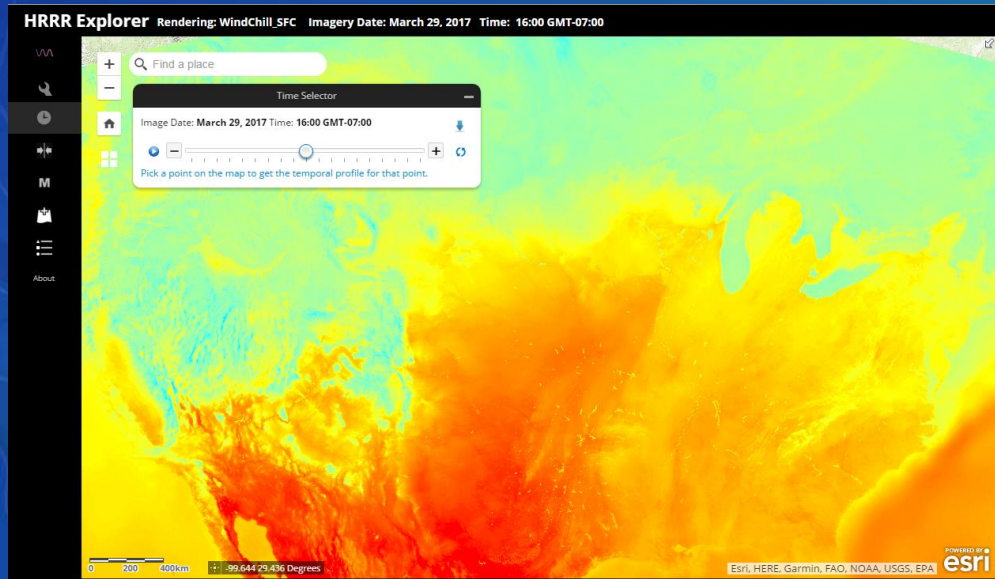 HRRR Explorer Rendering: WindChill_SFC Imagery Date: March 29, 2017 Time: 16:00 GMT-07:00
+
Find a place
−
Time Selector
−
Image Date: March 29, 2017 Time: 16:00 GMT-07:00
− +
Pick a point on the map to get the temporal profile for that point.
M
About
0 200 400km
-99.644 29.436 Degrees
Esri, HERE, Garmin, FAO, NOAA, USGS, EPA
POWERED BY
esri